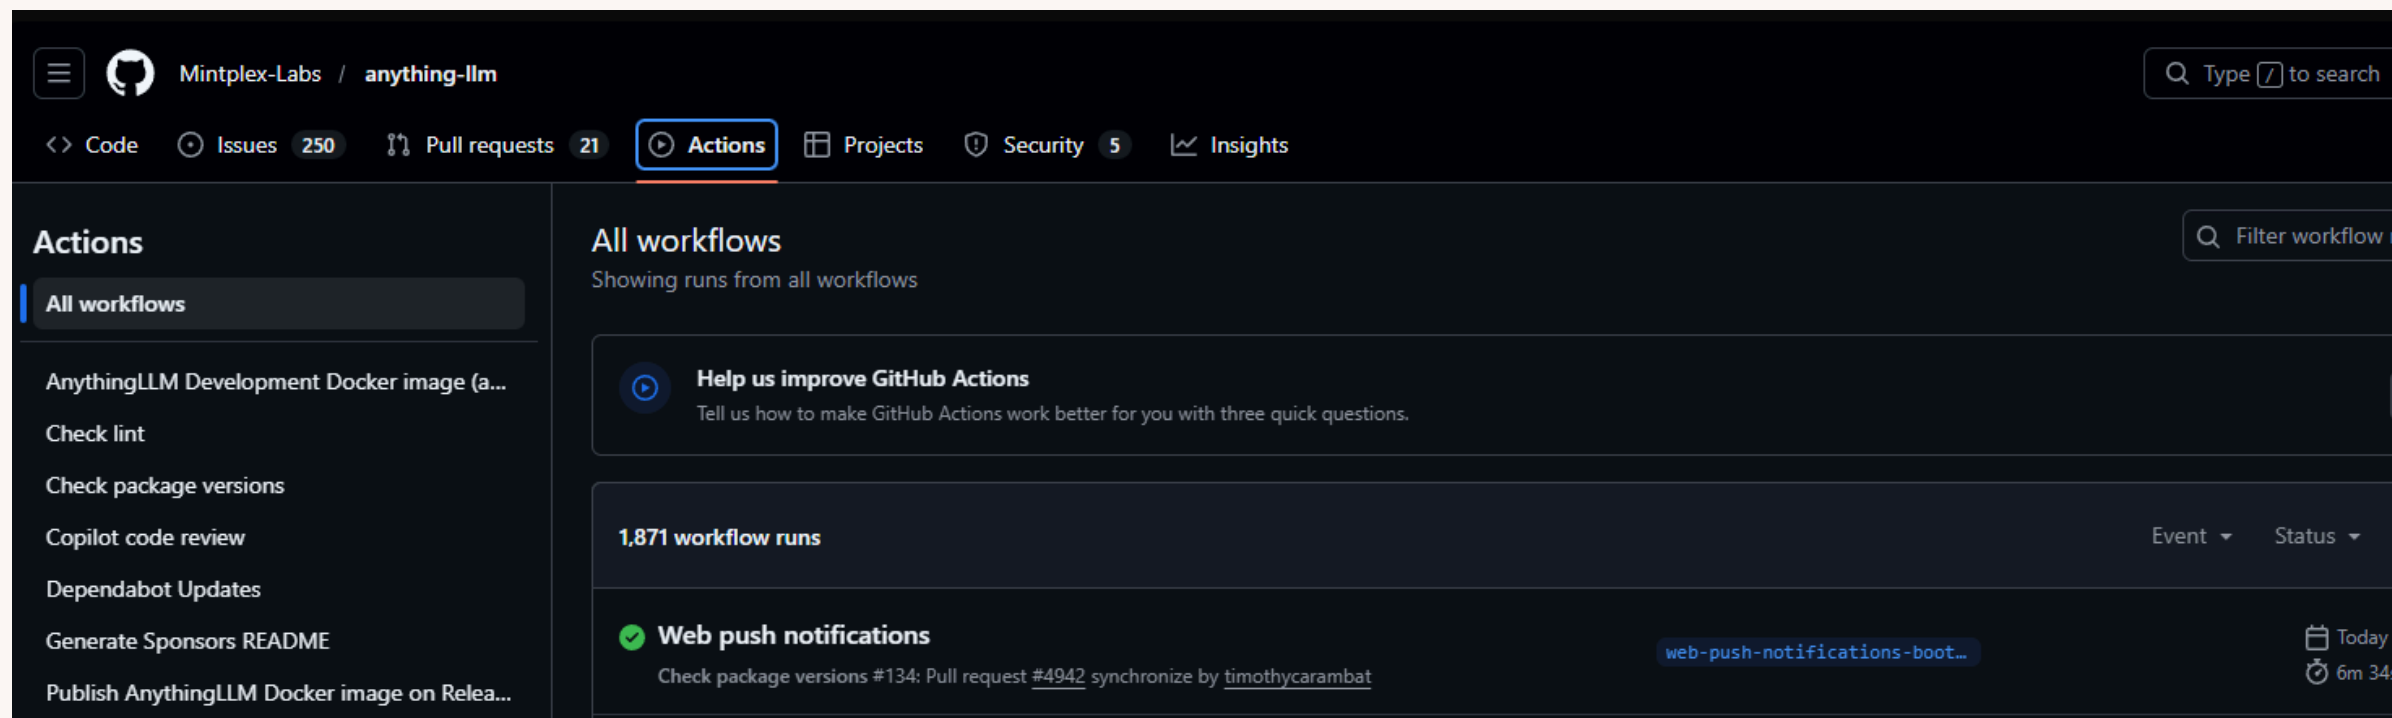 Mintplex-Labs / anything-llm
Type / to search
Code Issues 250 Pull requests 21 Actions Projects Security 5 Insights
Actions
All workflows
AnythingLLM Development Docker image (a...
Check lint
Check package versions
Copilot code review
Dependabot Updates
Generate Sponsors README
Publish AnythingLLM Docker image on Relea...
All workflows
Showing runs from all workflows
Filter workflow
Help us improve GitHub Actions
Tell us how to make GitHub Actions work better for you with three quick questions.
1,871 workflow runs
Event Status
Web push notifications
Check package versions #134: Pull request #4942 synchronize by timothycarambat
web-push-notifications-boot…
Today
6m 34s